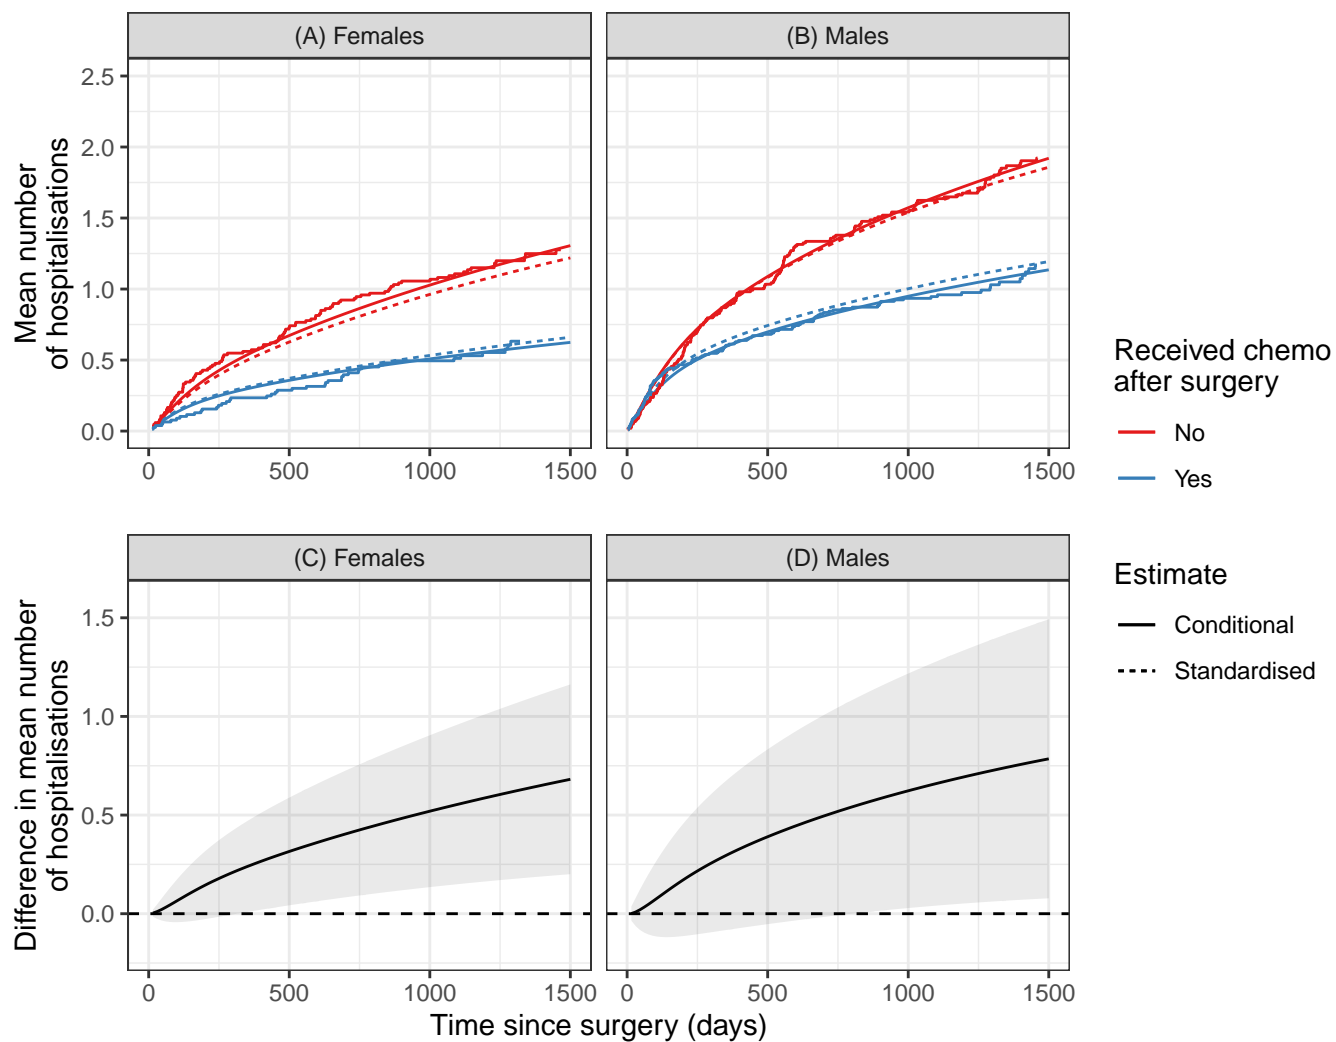 (A) Females
(B) Males
Mean number
of hospitalisations
2.5
2.0
1.5
1.0
0.5
0.0
0
500
1000
1500
0
500
1000
1500
Received chemo
after surgery
No
Yes
(C) Females
(D) Males
Difference in mean number
of hospitalisations
1.5
1.0
0.5
0.0
0
500
1000
1500
0
500
1000
1500
Time since surgery (days)
Estimate
Conditional
Standardised